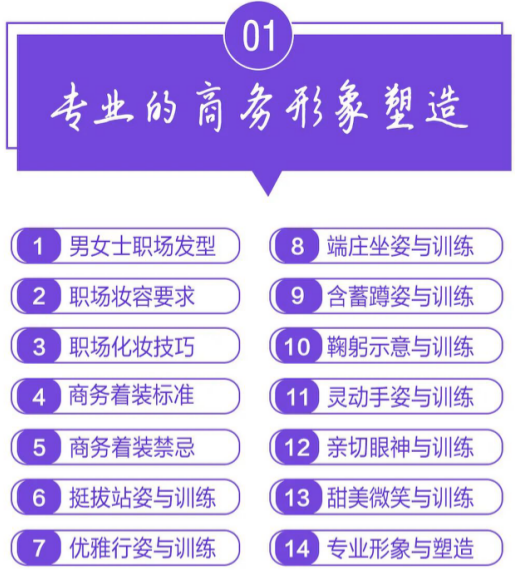 01
专业的商务形象塑造
1 男女士职场发型
2 职场妆容要求
3 职场化妆技巧
4 商务着装标准
5 商务着装禁忌
6 挺拔站姿与训练
7 优雅行姿与训练
8 端庄坐姿与训练
9 含蓄蹲姿与训练
10 鞠躬示意与训练
11 灵动手姿与训练
12 亲切眼神与训练
13 甜美微笑与训练
14 专业形象与塑造